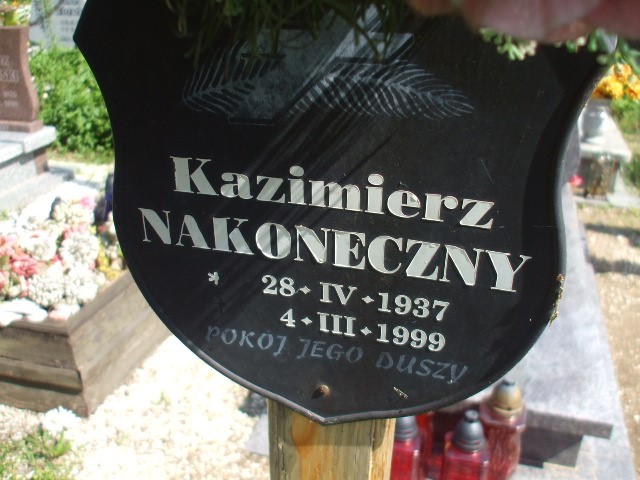 Kazimierz
NAKONECZNY
* 28 • IV • 1937
4 • III • 1999
POKÓJ JEGO DUSZY